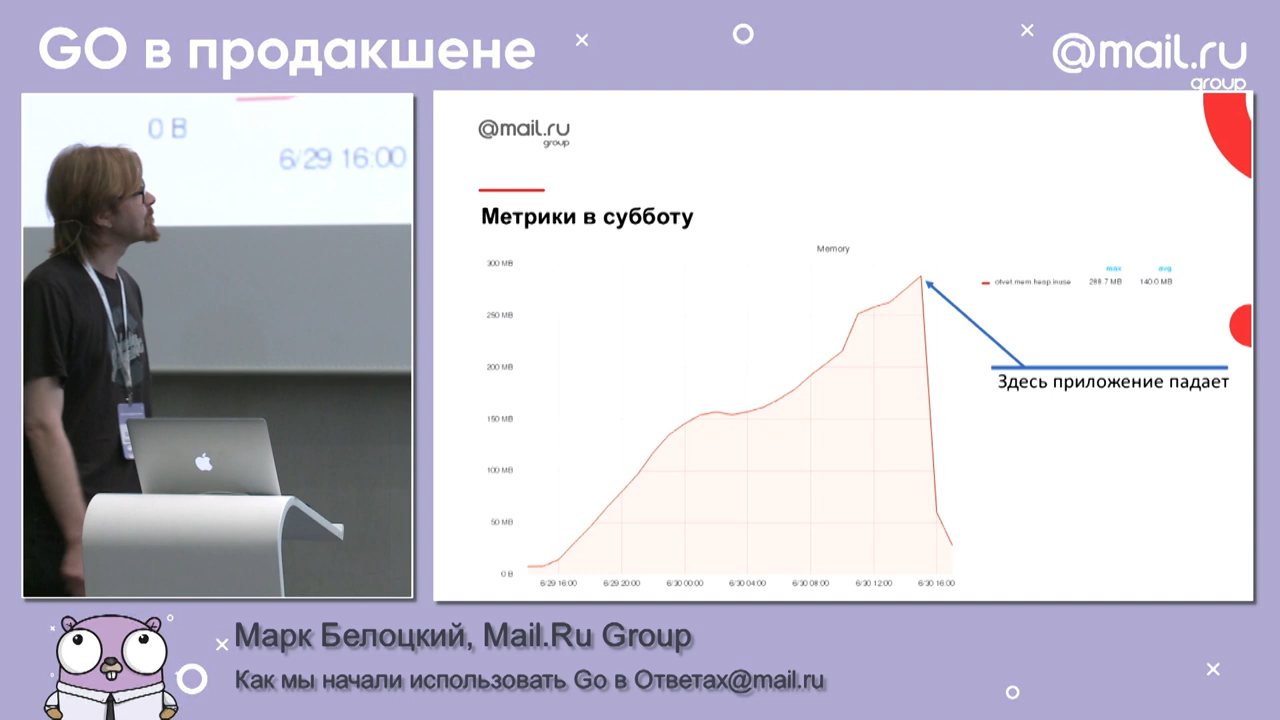 GO в продакшене
@mail.ru
group
0 B
6/29 16:00
@mail.ru
group
Метрики в субботу
Memory
300 MB
250 MB
200 MB
150 MB
100 MB
50 MB
0 B
6/29 16:00 6/29 20:00 6/30 00:00 6/30 04:00 6/30 08:00 6/30 12:00 6/30 16:00
max avg
otvet mem heap inuse 288.7 MB 140.0 MB
Здесь приложение падает
Марк Белоцкий, Mail.Ru Group
Как мы начали использовать Go в Ответах@mail.ru